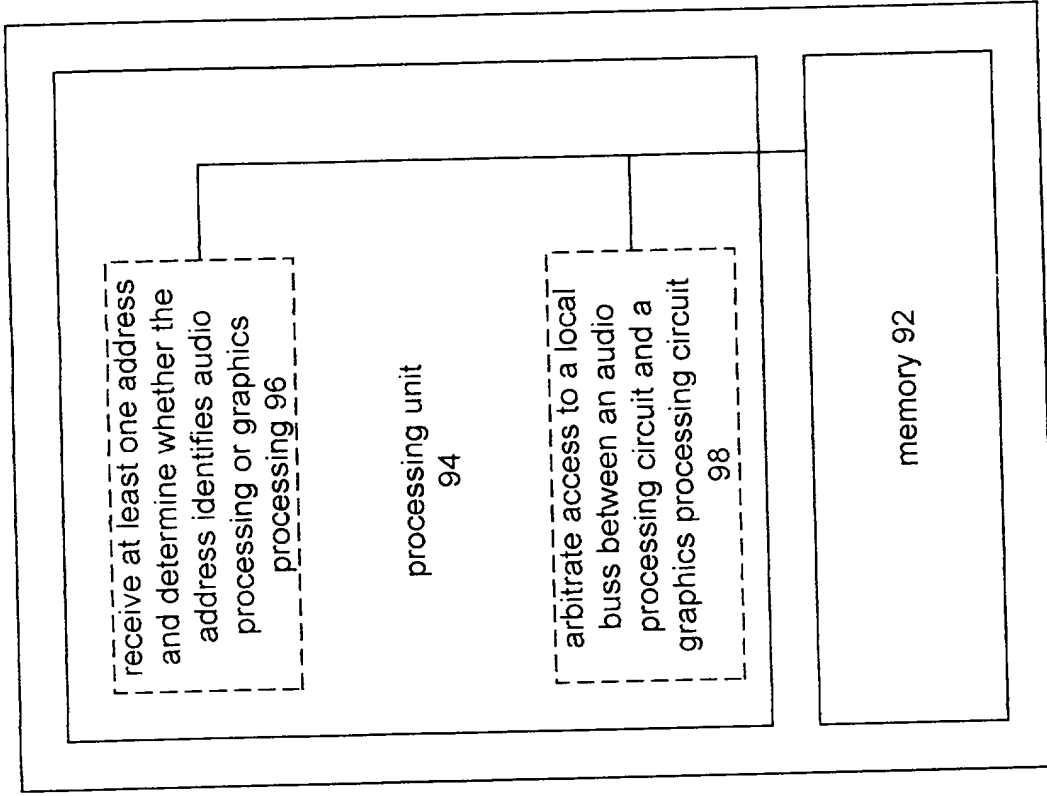 receive at least one address
and determine whether the
address identifies audio
processing or graphics
processing 96
processing unit
94
arbitrate access to a local
buss between an audio
processing circuit and a
graphics processing circuit
98
memory 92